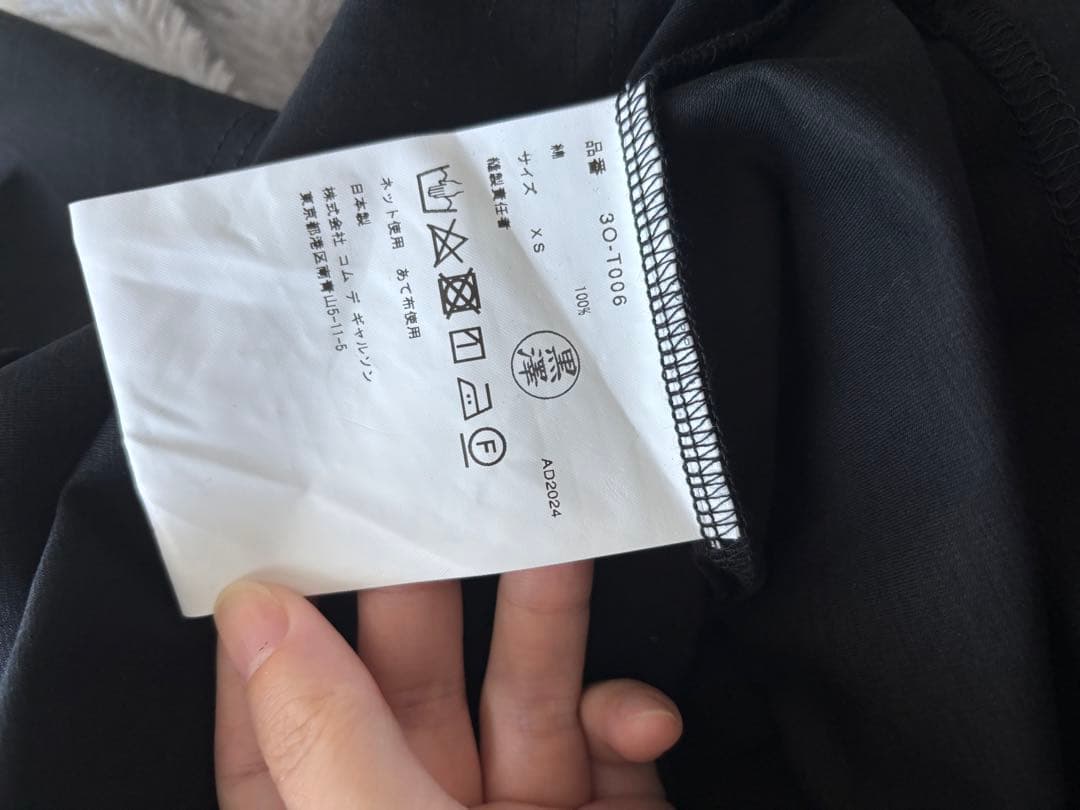 品番 3O-T006
綿 100%
サイズ XS
縫製責任者 黒澤 AD2024
F
ネット使用 あて布使用
日本製
株式会社 コム デ ギャルソン
東京都港区南青山5-11-5